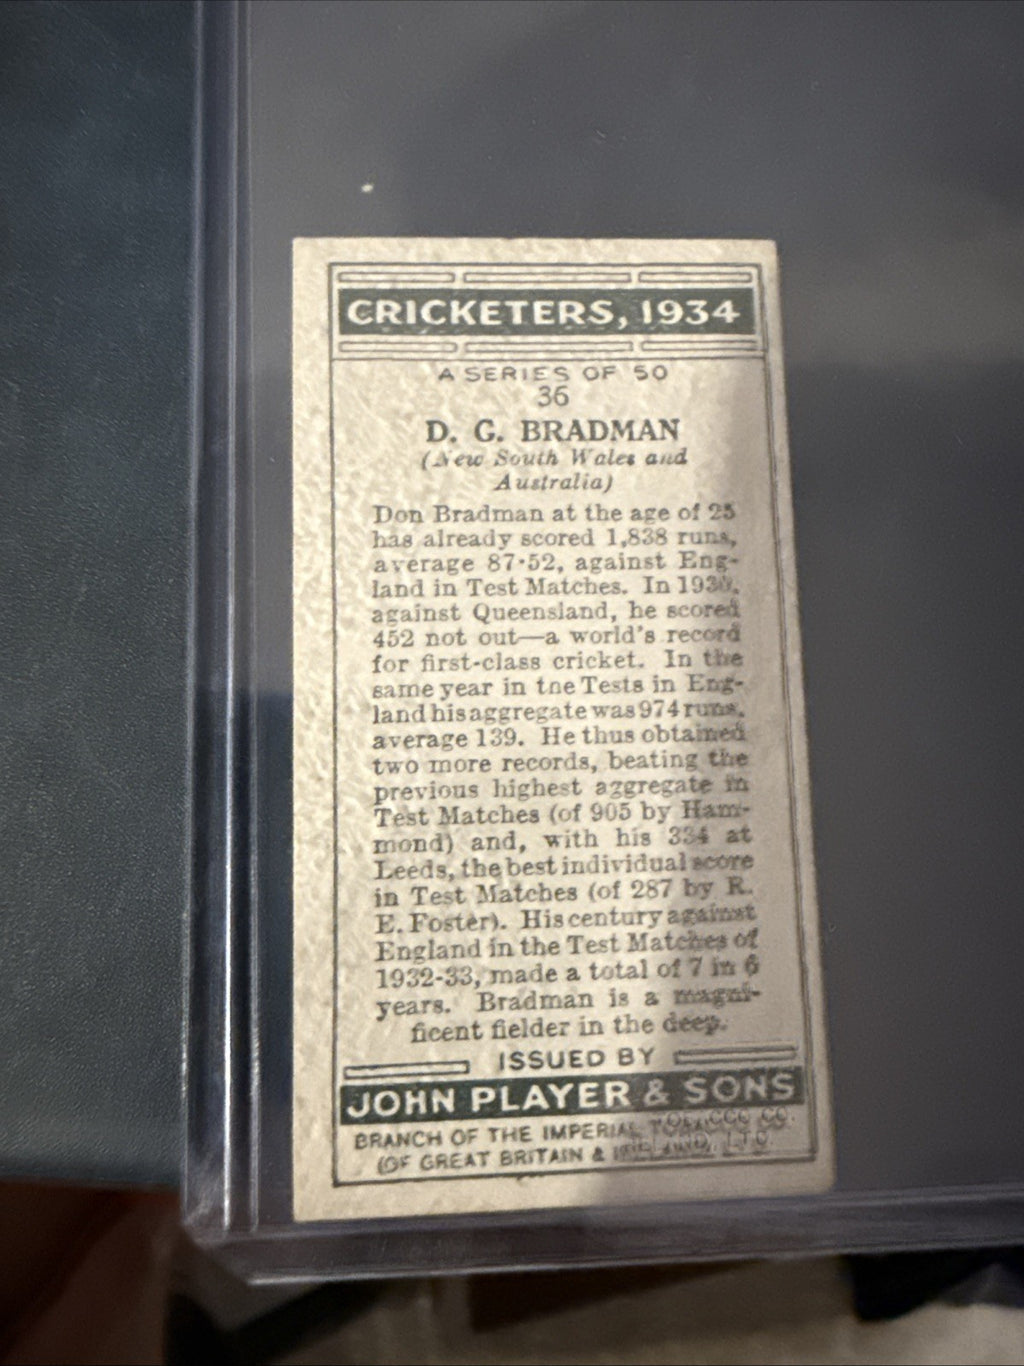 CRICKETERS, 1934
A SERIES OF 50
36
D. G. BRADMAN
(New South Wales and
Australia)
Don Bradman at the age of 25
has already scored 1,838 runs,
average 87·52, against Eng-
land in Test Matches. In 1930,
against Queensland, he scored
452 not out—a world's record
for first-class cricket. In the
same year in tne Tests in Eng-
land his aggregate was 974 runs,
average 139. He thus obtained
two more records, beating the
previous highest aggregate in
Test Matches (of 905 by Ham-
mond) and, with his 334 at
Leeds, the best individual score
in Test Matches (of 287 by R.
E. Foster). His century against
England in the Test Matches of
1932-33, made a total of 7 in 6
years. Bradman is a magni-
ficent fielder in the deep.
ISSUED BY
JOHN PLAYER & SONS
BRANCH OF THE IMPERIAL TOBACCO CO.
(OF GREAT BRITAIN & IRELAND), LTD.